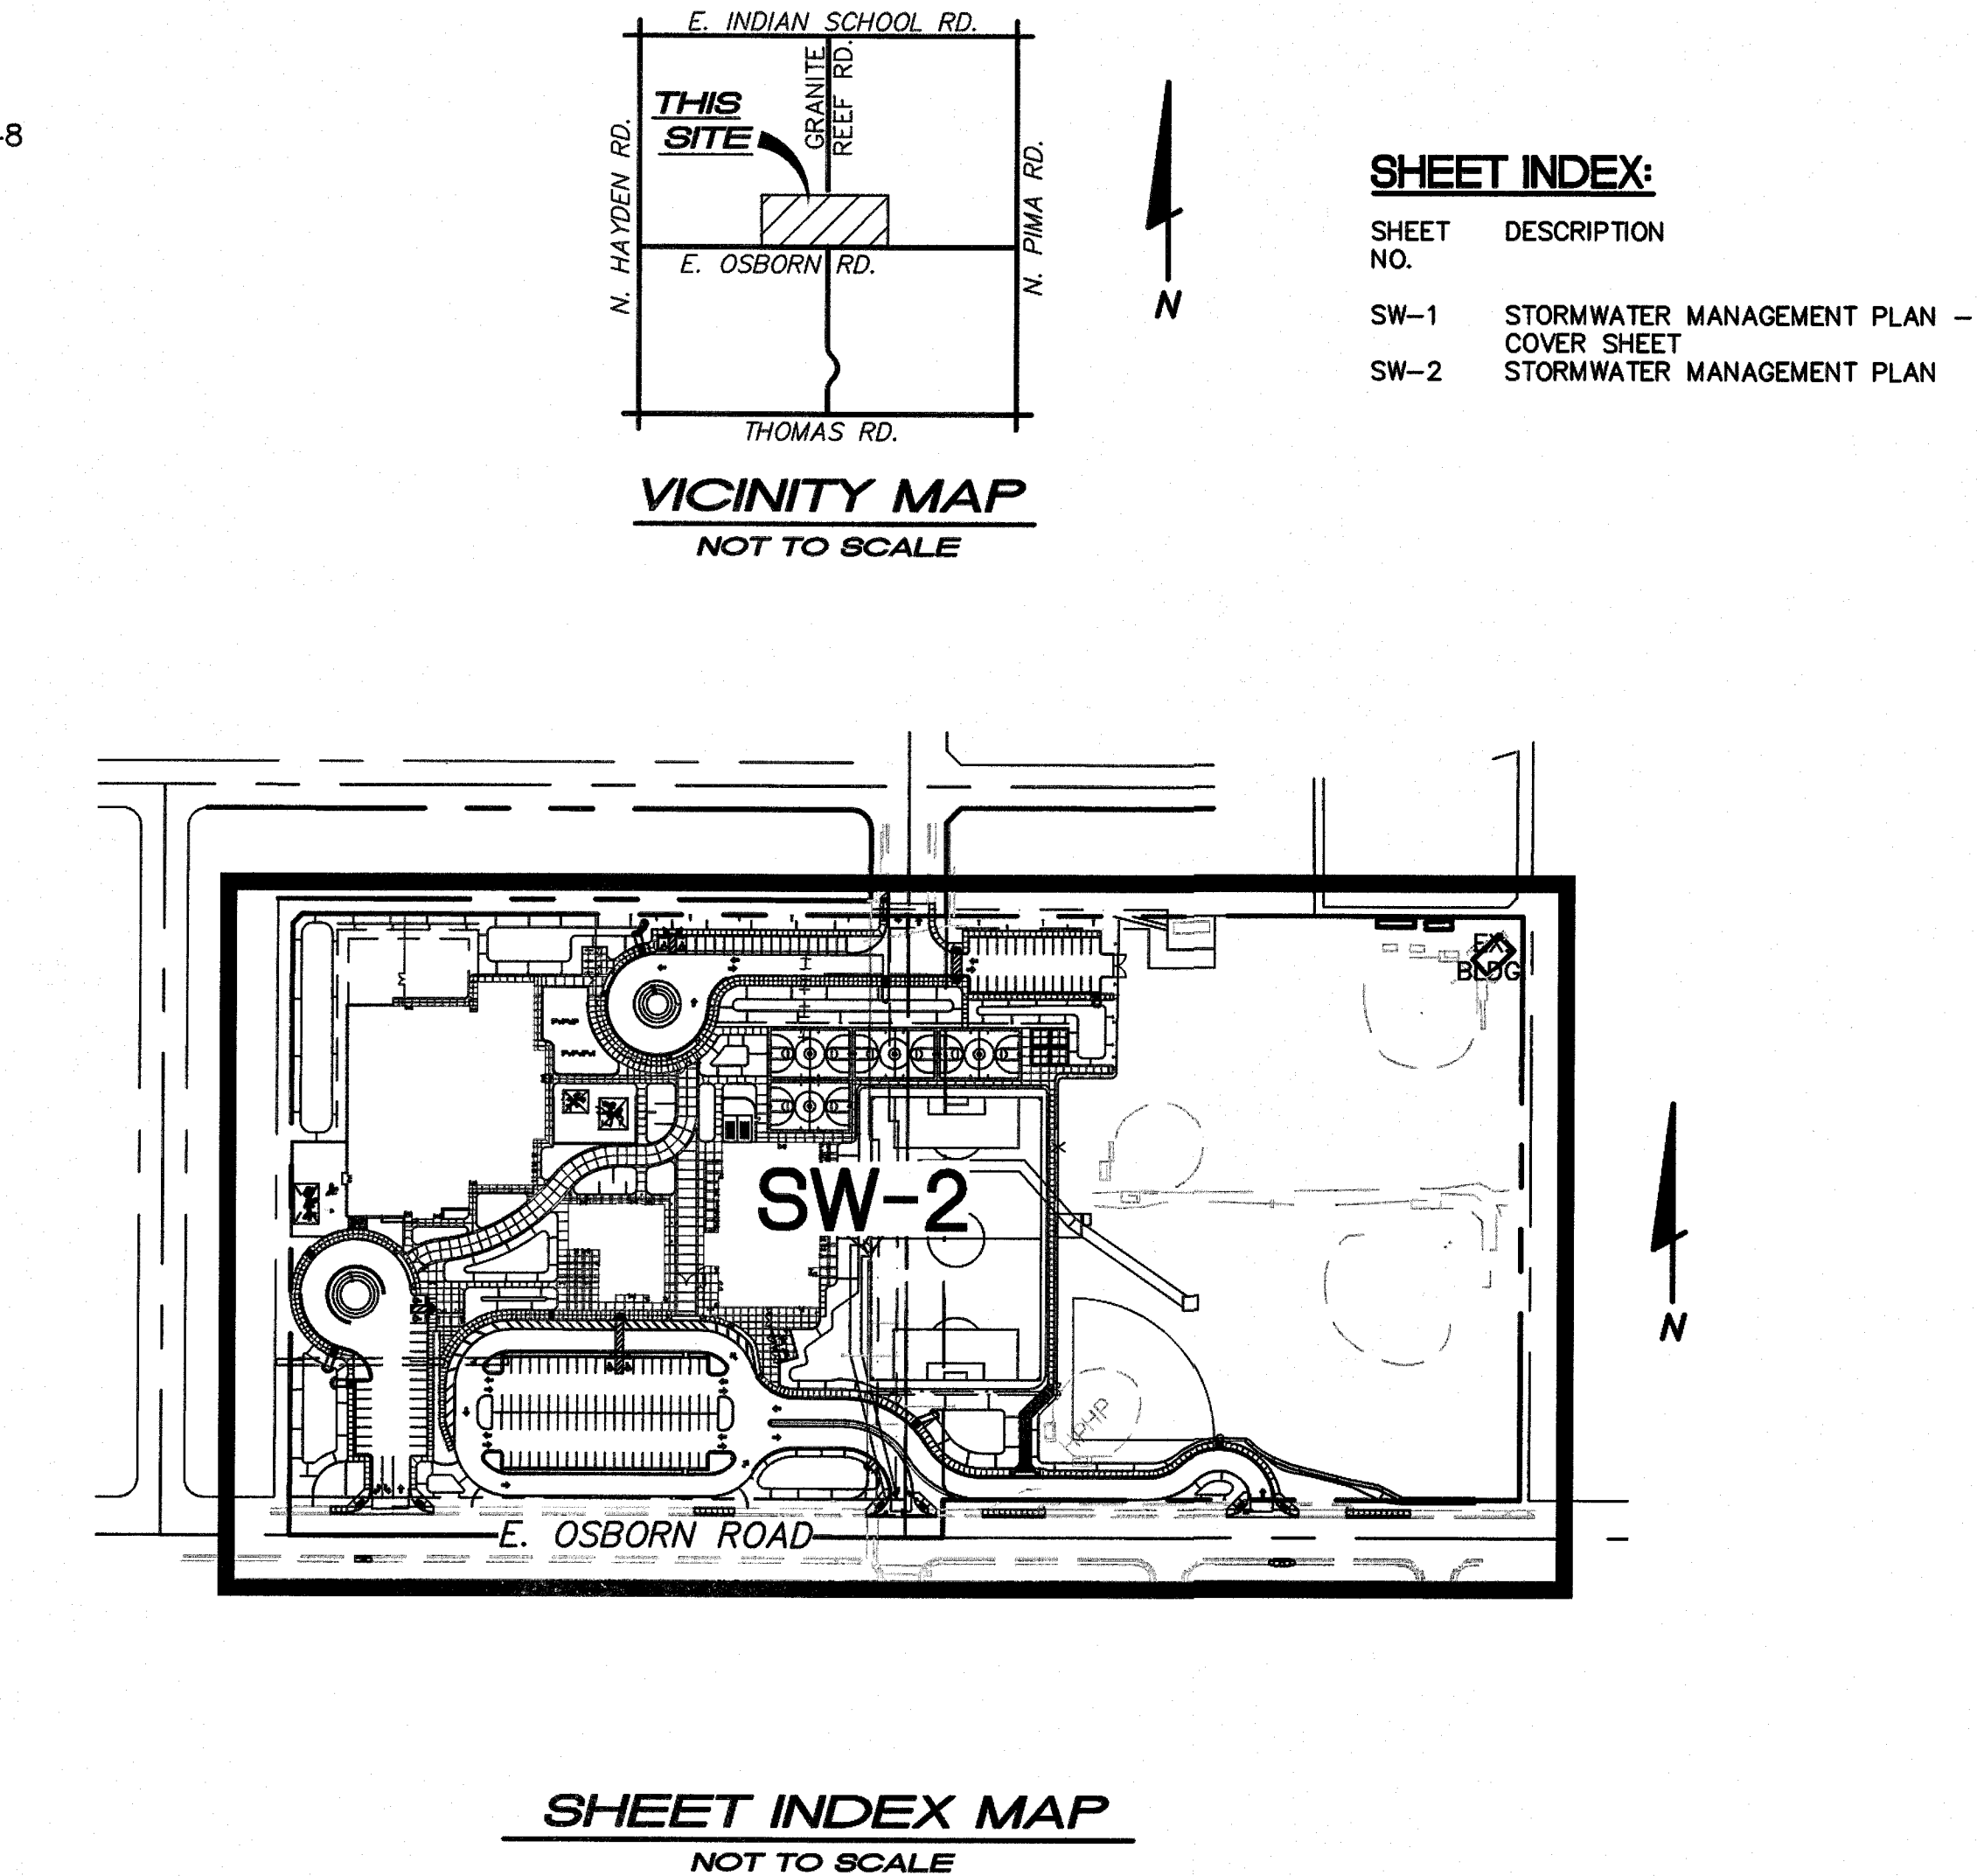 E. INDIAN SCHOOL RD.
GRANITE
REEF RD.
THIS
SITE
N. HAYDEN RD.
N. PIMA RD.
E. OSBORN RD.
THOMAS RD.
N
VICINITY MAP
NOT TO SCALE
-8
SHEET INDEX:
SHEET DESCRIPTION
NO.
SW-1 STORMWATER MANAGEMENT PLAN -
COVER SHEET
SW-2 STORMWATER MANAGEMENT PLAN
EX
BLDG
SW-2
E. OSBORN ROAD
N
SHEET INDEX MAP
NOT TO SCALE